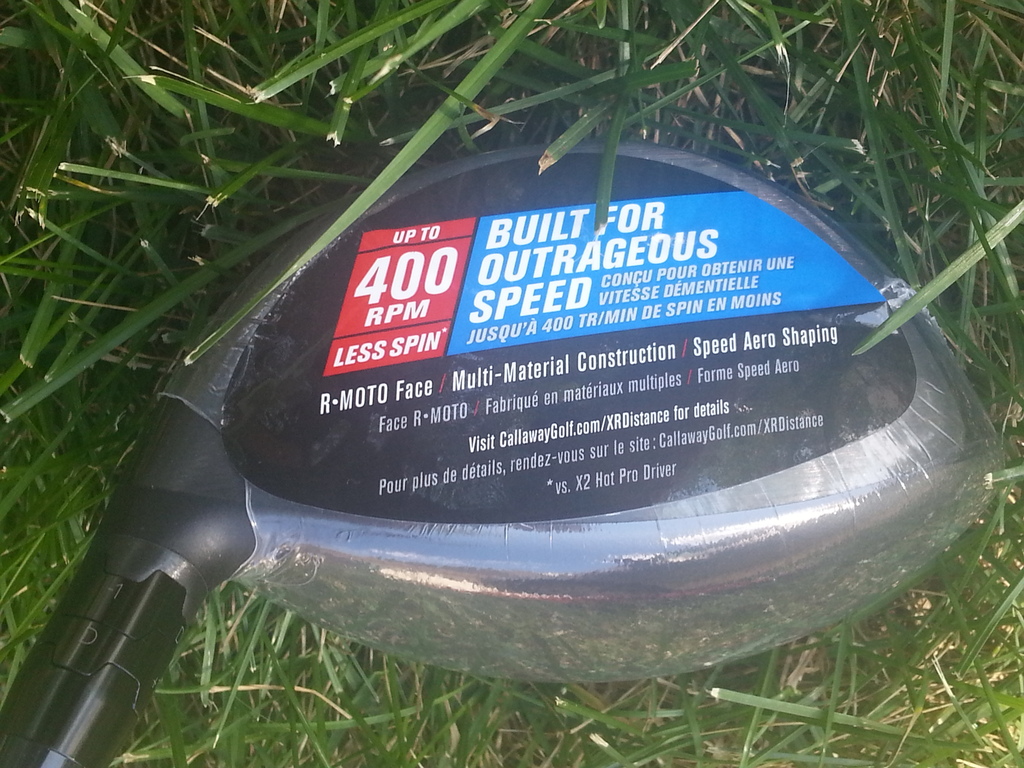 UP TO
400
RPM
LESS SPIN*
BUILT FOR
OUTRAGEOUS
SPEED
CONÇU POUR OBTENIR UNE
VITESSE DÉMENTIELLE
JUSQU'À 400 TR/MIN DE SPIN EN MOINS
R•MOTO Face / Multi-Material Construction / Speed Aero Shaping
Face R•MOTO / Fabriqué en matériaux multiples / Forme Speed Aero
Visit CallawayGolf.com/XRDistance for details
Pour plus de détails, rendez-vous sur le site : CallawayGolf.com/XRDistance
*vs. X2 Hot Pro Driver
D